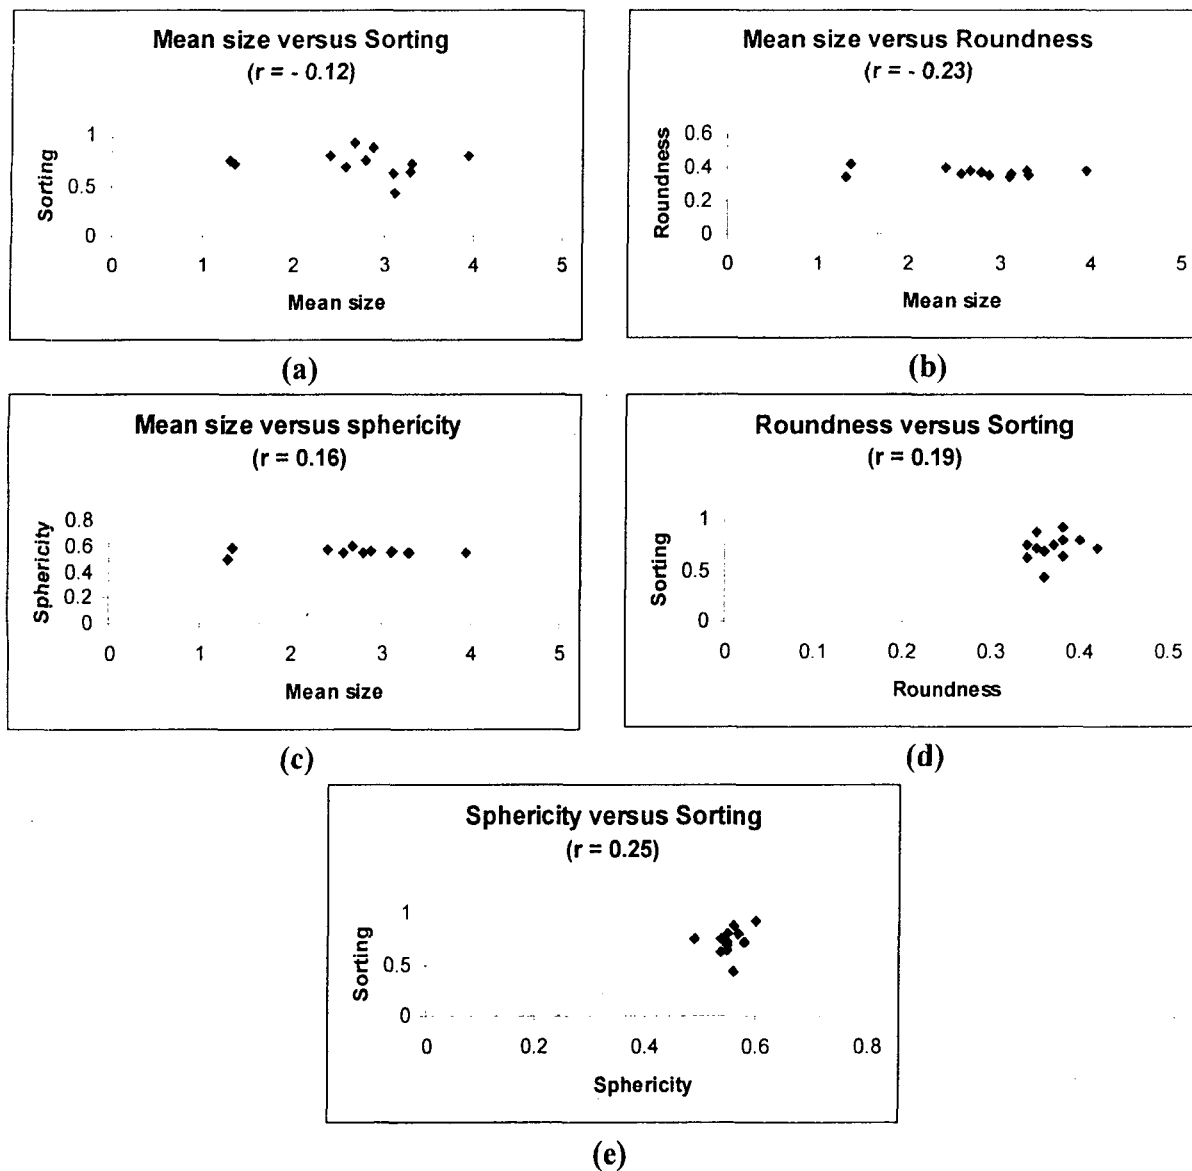 Mean size versus Sorting
(r = - 0.12)
Sorting
1
0.5
0
0 1 2 3 4 5
Mean size
(a)
Mean size versus Roundness
(r = - 0.23)
Roundness
0.6
0.4
0.2
0
0 1 2 3 4 5
Mean size
(b)
Mean size versus sphericity
(r = 0.16)
Sphericity
0.8
0.6
0.4
0.2
0
0 1 2 3 4 5
Mean size
(c)
Roundness versus Sorting
(r = 0.19)
Sorting
1
0.5
0
0 0.1 0.2 0.3 0.4 0.5
Roundness
(d)
Sphericity versus Sorting
(r = 0.25)
Sorting
1
0.5
0
0 0.2 0.4 0.6 0.8
Sphericity
(e)